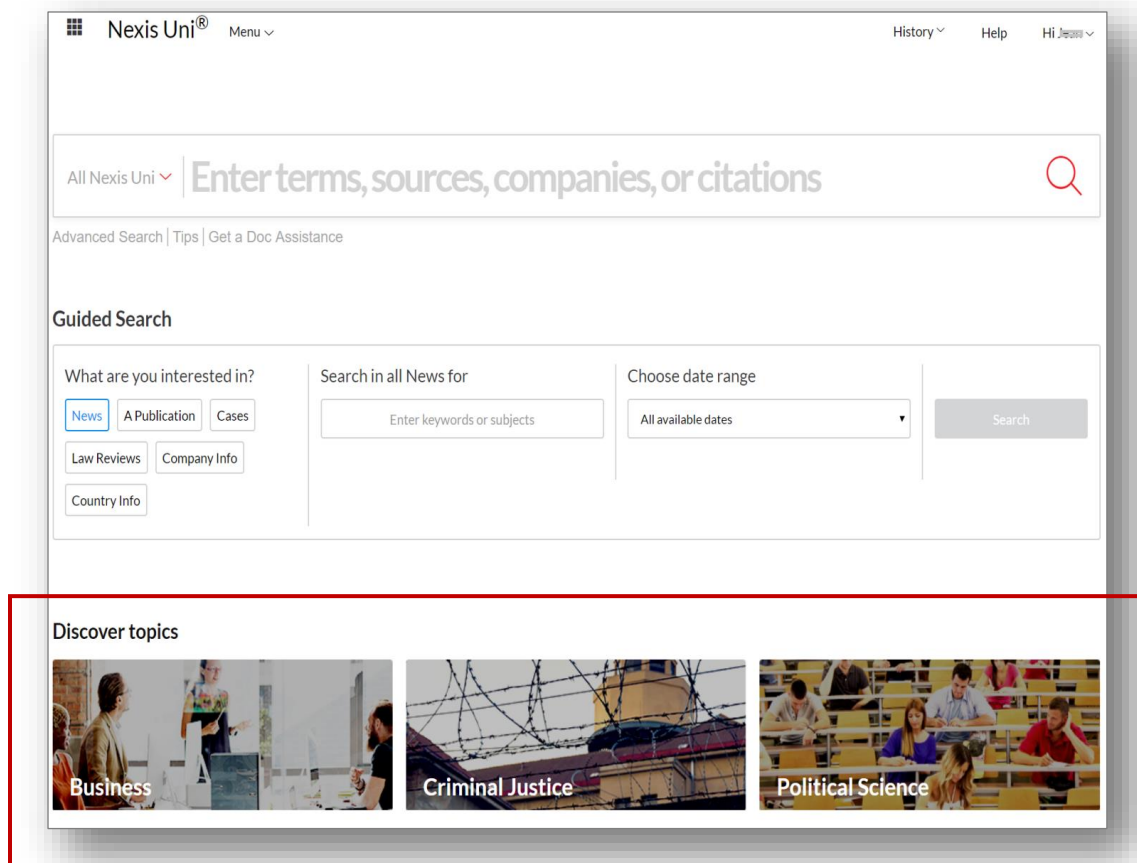 Nexis Uni® Menu History Help Hi
All Nexis Uni Enter terms, sources, companies, or citations
Advanced Search | Tips | Get a Doc Assistance
Guided Search
What are you interested in? Search in all News for Choose date range
News A Publication Cases Enter keywords or subjects All available dates Search
Law Reviews Company Info
Country Info
Discover topics
Business Criminal Justice Political Science